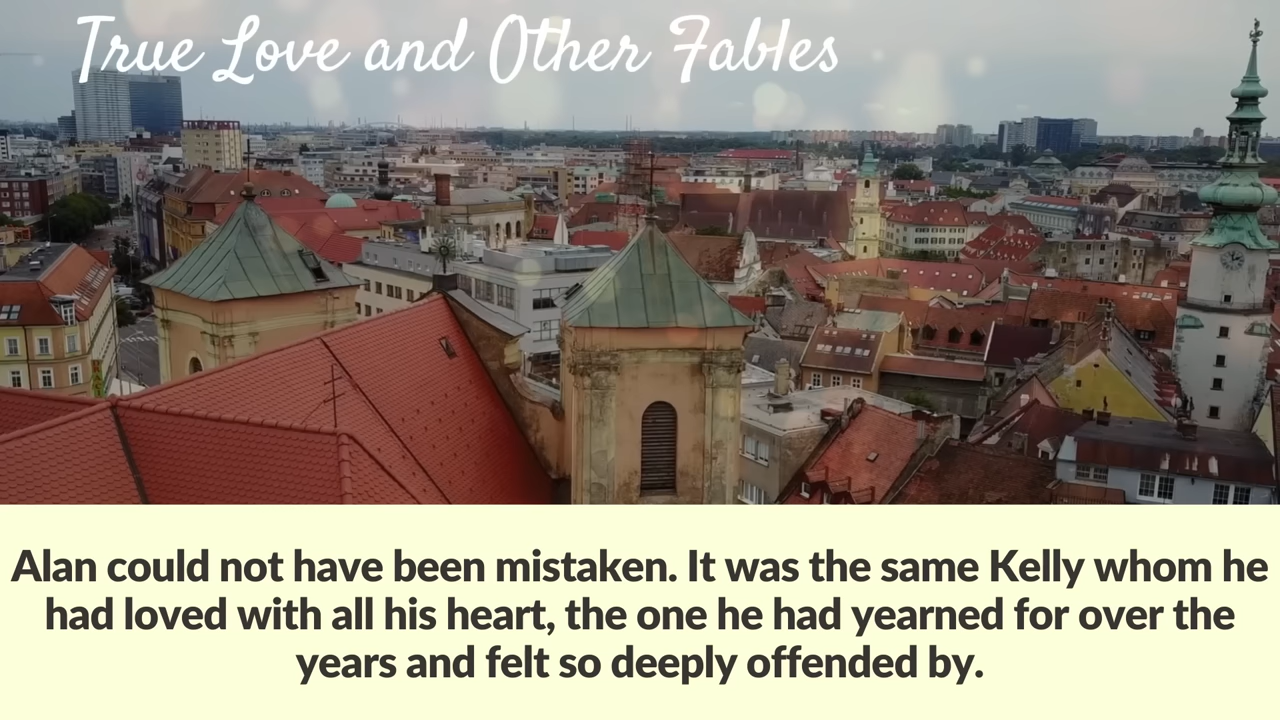 True Love and Other Fables
Alan could not have been mistaken. It was the same Kelly whom he
had loved with all his heart, the one he had yearned for over the
years and felt so deeply offended by.